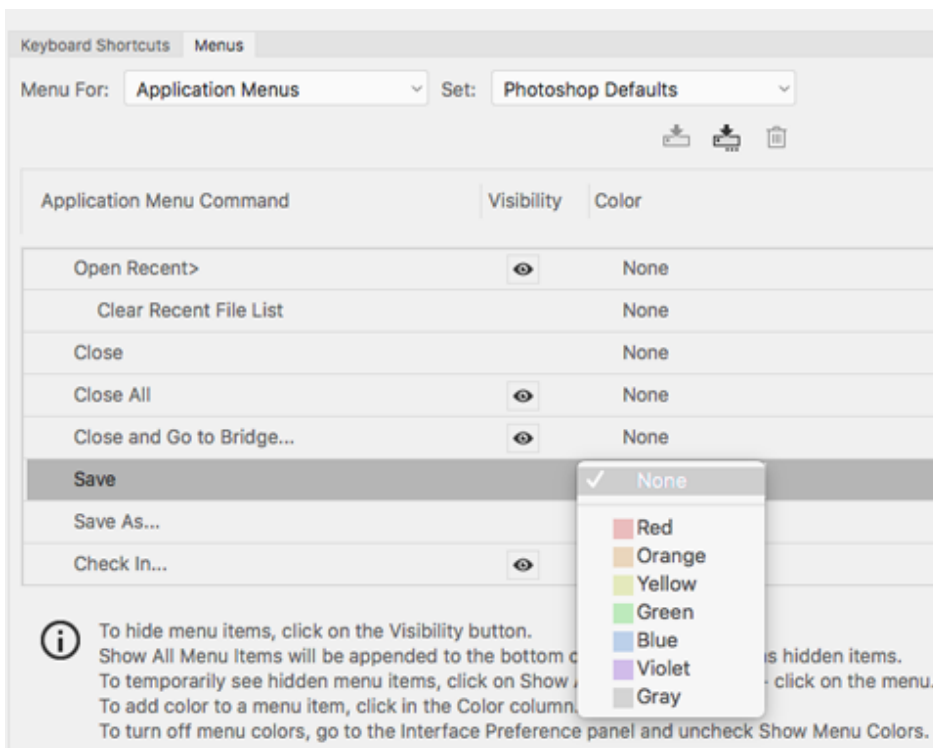 Keyboard Shortcuts Menus
Menu For: Application Menus Set: Photoshop Defaults
Application Menu Command Visibility Color
Open Recent> None
Clear Recent File List None
Close None
Close All None
Close and Go to Bridge... None
Save None
Save As...
Red
Check In...
Orange
Yellow
Green
Blue
Violet
Gray
To hide menu items, click on the Visibility button.
Show All Menu Items will be appended to the bottom hidden items.
To temporarily see hidden menu items, click on Show click on the menu.
To add color to a menu item, click in the Color column.
To turn off menu colors, go to the Interface Preference panel and uncheck Show Menu Colors.